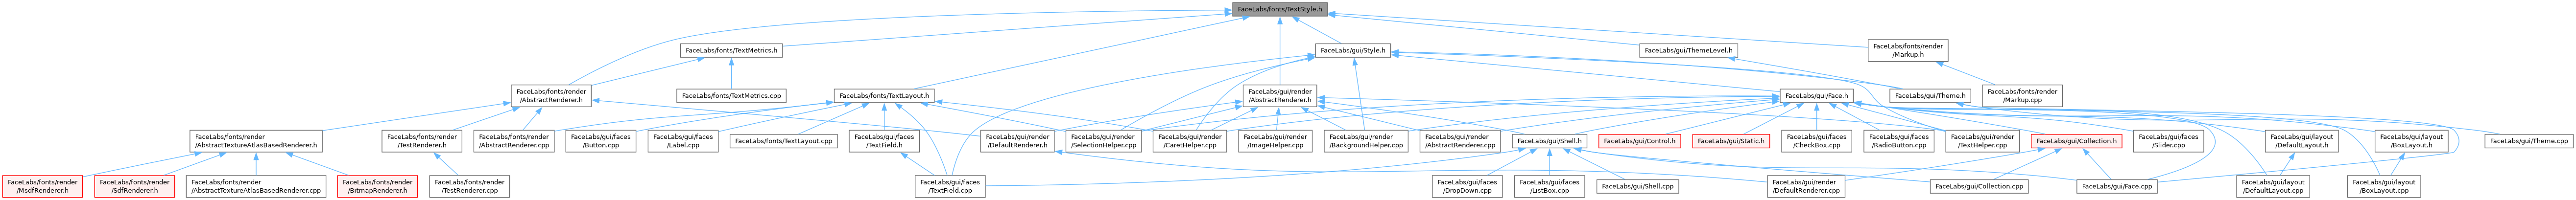 FaceLabs/fonts/TextStyle.h
FaceLabs/fonts/TextMetrics.h
FaceLabs/gui/Style.h
FaceLabs/gui/ThemeLevel.h
FaceLabs/fonts/render
/Markup.h
FaceLabs/fonts/render
/AbstractRenderer.h
FaceLabs/fonts/TextMetrics.cpp
FaceLabs/fonts/TextLayout.h
FaceLabs/gui/render
/AbstractRenderer.h
FaceLabs/gui/Face.h
FaceLabs/gui/Theme.h
FaceLabs/fonts/render
/Markup.cpp
FaceLabs/fonts/render
/AbstractTextureAtlasBasedRenderer.h
FaceLabs/fonts/render
/TestRenderer.h
FaceLabs/fonts/render
/AbstractRenderer.cpp
FaceLabs/gui/faces
/Button.cpp
FaceLabs/gui/faces
/Label.cpp
FaceLabs/fonts/TextLayout.cpp
FaceLabs/gui/faces
/TextField.h
FaceLabs/gui/render
/DefaultRenderer.h
FaceLabs/gui/render
/SelectionHelper.cpp
FaceLabs/gui/render
/CaretHelper.cpp
FaceLabs/gui/render
/ImageHelper.cpp
FaceLabs/gui/render
/BackgroundHelper.cpp
FaceLabs/gui/render
/AbstractRenderer.cpp
FaceLabs/gui/Shell.h
FaceLabs/gui/Control.h
FaceLabs/gui/Static.h
FaceLabs/gui/faces
/CheckBox.cpp
FaceLabs/gui/faces
/RadioButton.cpp
FaceLabs/gui/render
/TextHelper.cpp
FaceLabs/gui/Collection.h
FaceLabs/gui/faces
/Slider.cpp
FaceLabs/gui/layout
/DefaultLayout.h
FaceLabs/gui/layout
/BoxLayout.h
FaceLabs/gui/Theme.cpp
FaceLabs/fonts/render
/MsdfRenderer.h
FaceLabs/fonts/render
/SdfRenderer.h
FaceLabs/fonts/render
/AbstractTextureAtlasBasedRenderer.cpp
FaceLabs/fonts/render
/BitmapRenderer.h
FaceLabs/fonts/render
/TestRenderer.cpp
FaceLabs/gui/faces
/TextField.cpp
FaceLabs/gui/faces
/DropDown.cpp
FaceLabs/gui/faces
/ListBox.cpp
FaceLabs/gui/Shell.cpp
FaceLabs/gui/render
/DefaultRenderer.cpp
FaceLabs/gui/Collection.cpp
FaceLabs/gui/Face.cpp
FaceLabs/gui/layout
/DefaultLayout.cpp
FaceLabs/gui/layout
/BoxLayout.cpp